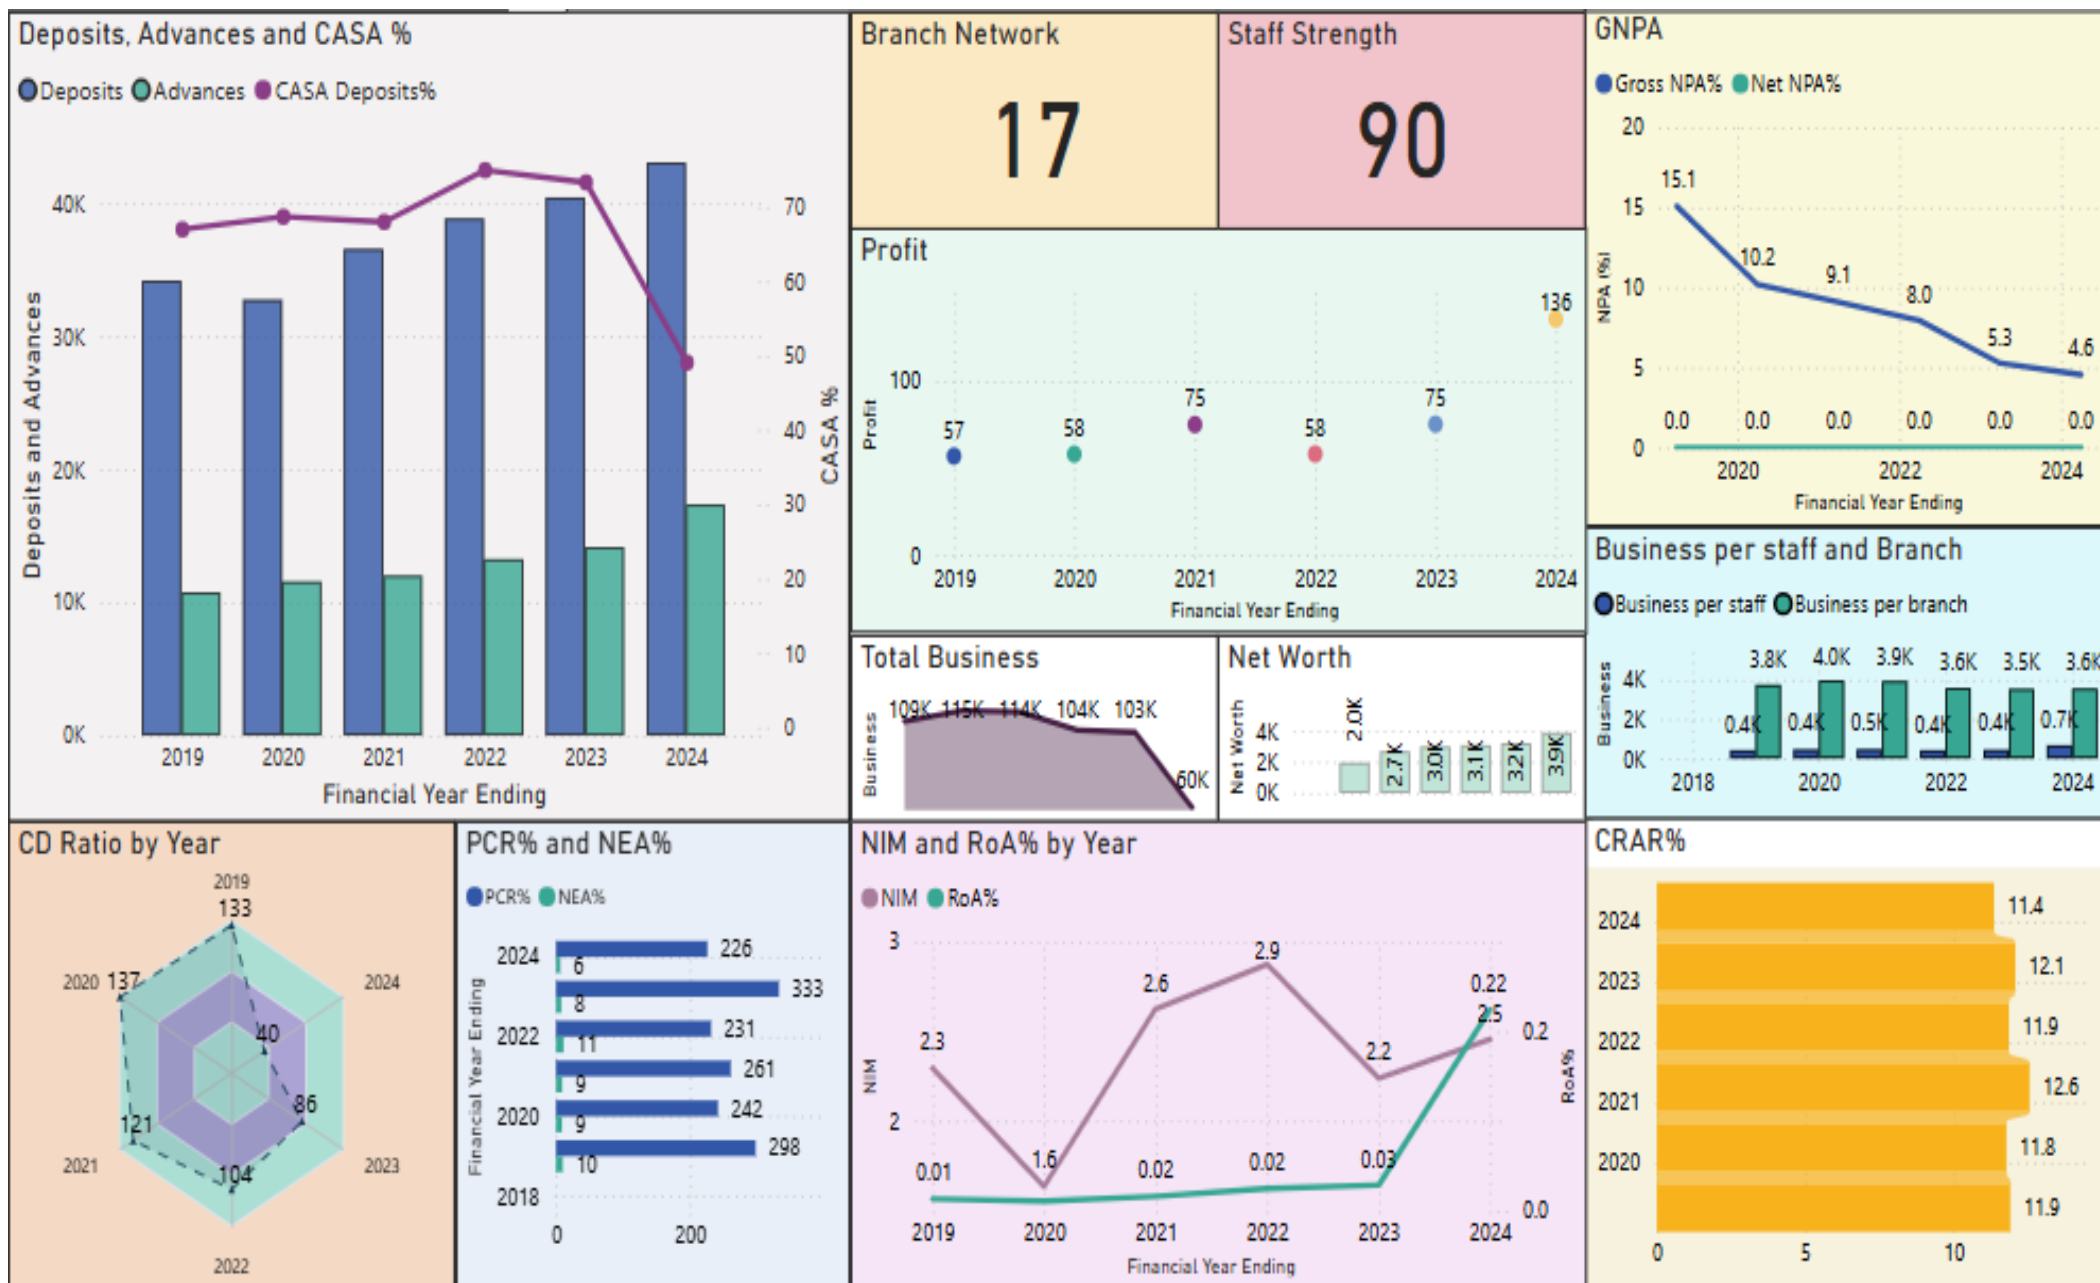 Deposits, Advances and CASA %
Deposits Advances CASA Deposits%
Deposits and Advances
40K
30K
20K
10K
0K
70
60
50
40
30
20
10
0
CASA %
2019 2020 2021 2022 2023 2024
Financial Year Ending
Branch Network
17
Staff Strength
90
Profit
Profit
100
0
57 58 75 58 75 136
2019 2020 2021 2022 2023 2024
Financial Year Ending
GNPA
Gross NPA% Net NPA%
NPA (%)
20
15
10
5
0
15.1
10.2
9.1
8.0
5.3
4.6
0.0 0.0 0.0 0.0 0.0 0.0
2020 2022 2024
Financial Year Ending
Total Business
Business
109K 115K 114K 104K 103K
60K
Net Worth
Net Worth
4K
2K
0K
2.0K 2.7K 3.0K 3.1K 3.2K 3.9K
Business per staff and Branch
Business per staff Business per branch
Business
4K
2K
0K
3.8K 4.0K 3.9K 3.6K 3.5K 3.6K
0.4K 0.4K 0.5K 0.4K 0.4K 0.7K
2018 2020 2022 2024
CD Ratio by Year
2019
133
2020 137
2024
40
86
121
2021
2023
104
2022
PCR% and NEA%
PCR% NEA%
Financial Year Ending
2024
2022
2020
2018
226
6
333
8
231
11
261
9
242
9
298
10
0 200
NIM and RoA% by Year
NIM RoA%
NIM
3
2
2.3
1.6
2.6
2.9
2.2
2.5
0.01
0.02
0.02
0.03
0.22
0.2
0.0
RoA%
2019 2020 2021 2022 2023 2024
Financial Year Ending
CRAR%
2024 11.4
2023 12.1
2022 11.9
2021 12.6
2020 11.8
11.9
0 5 10